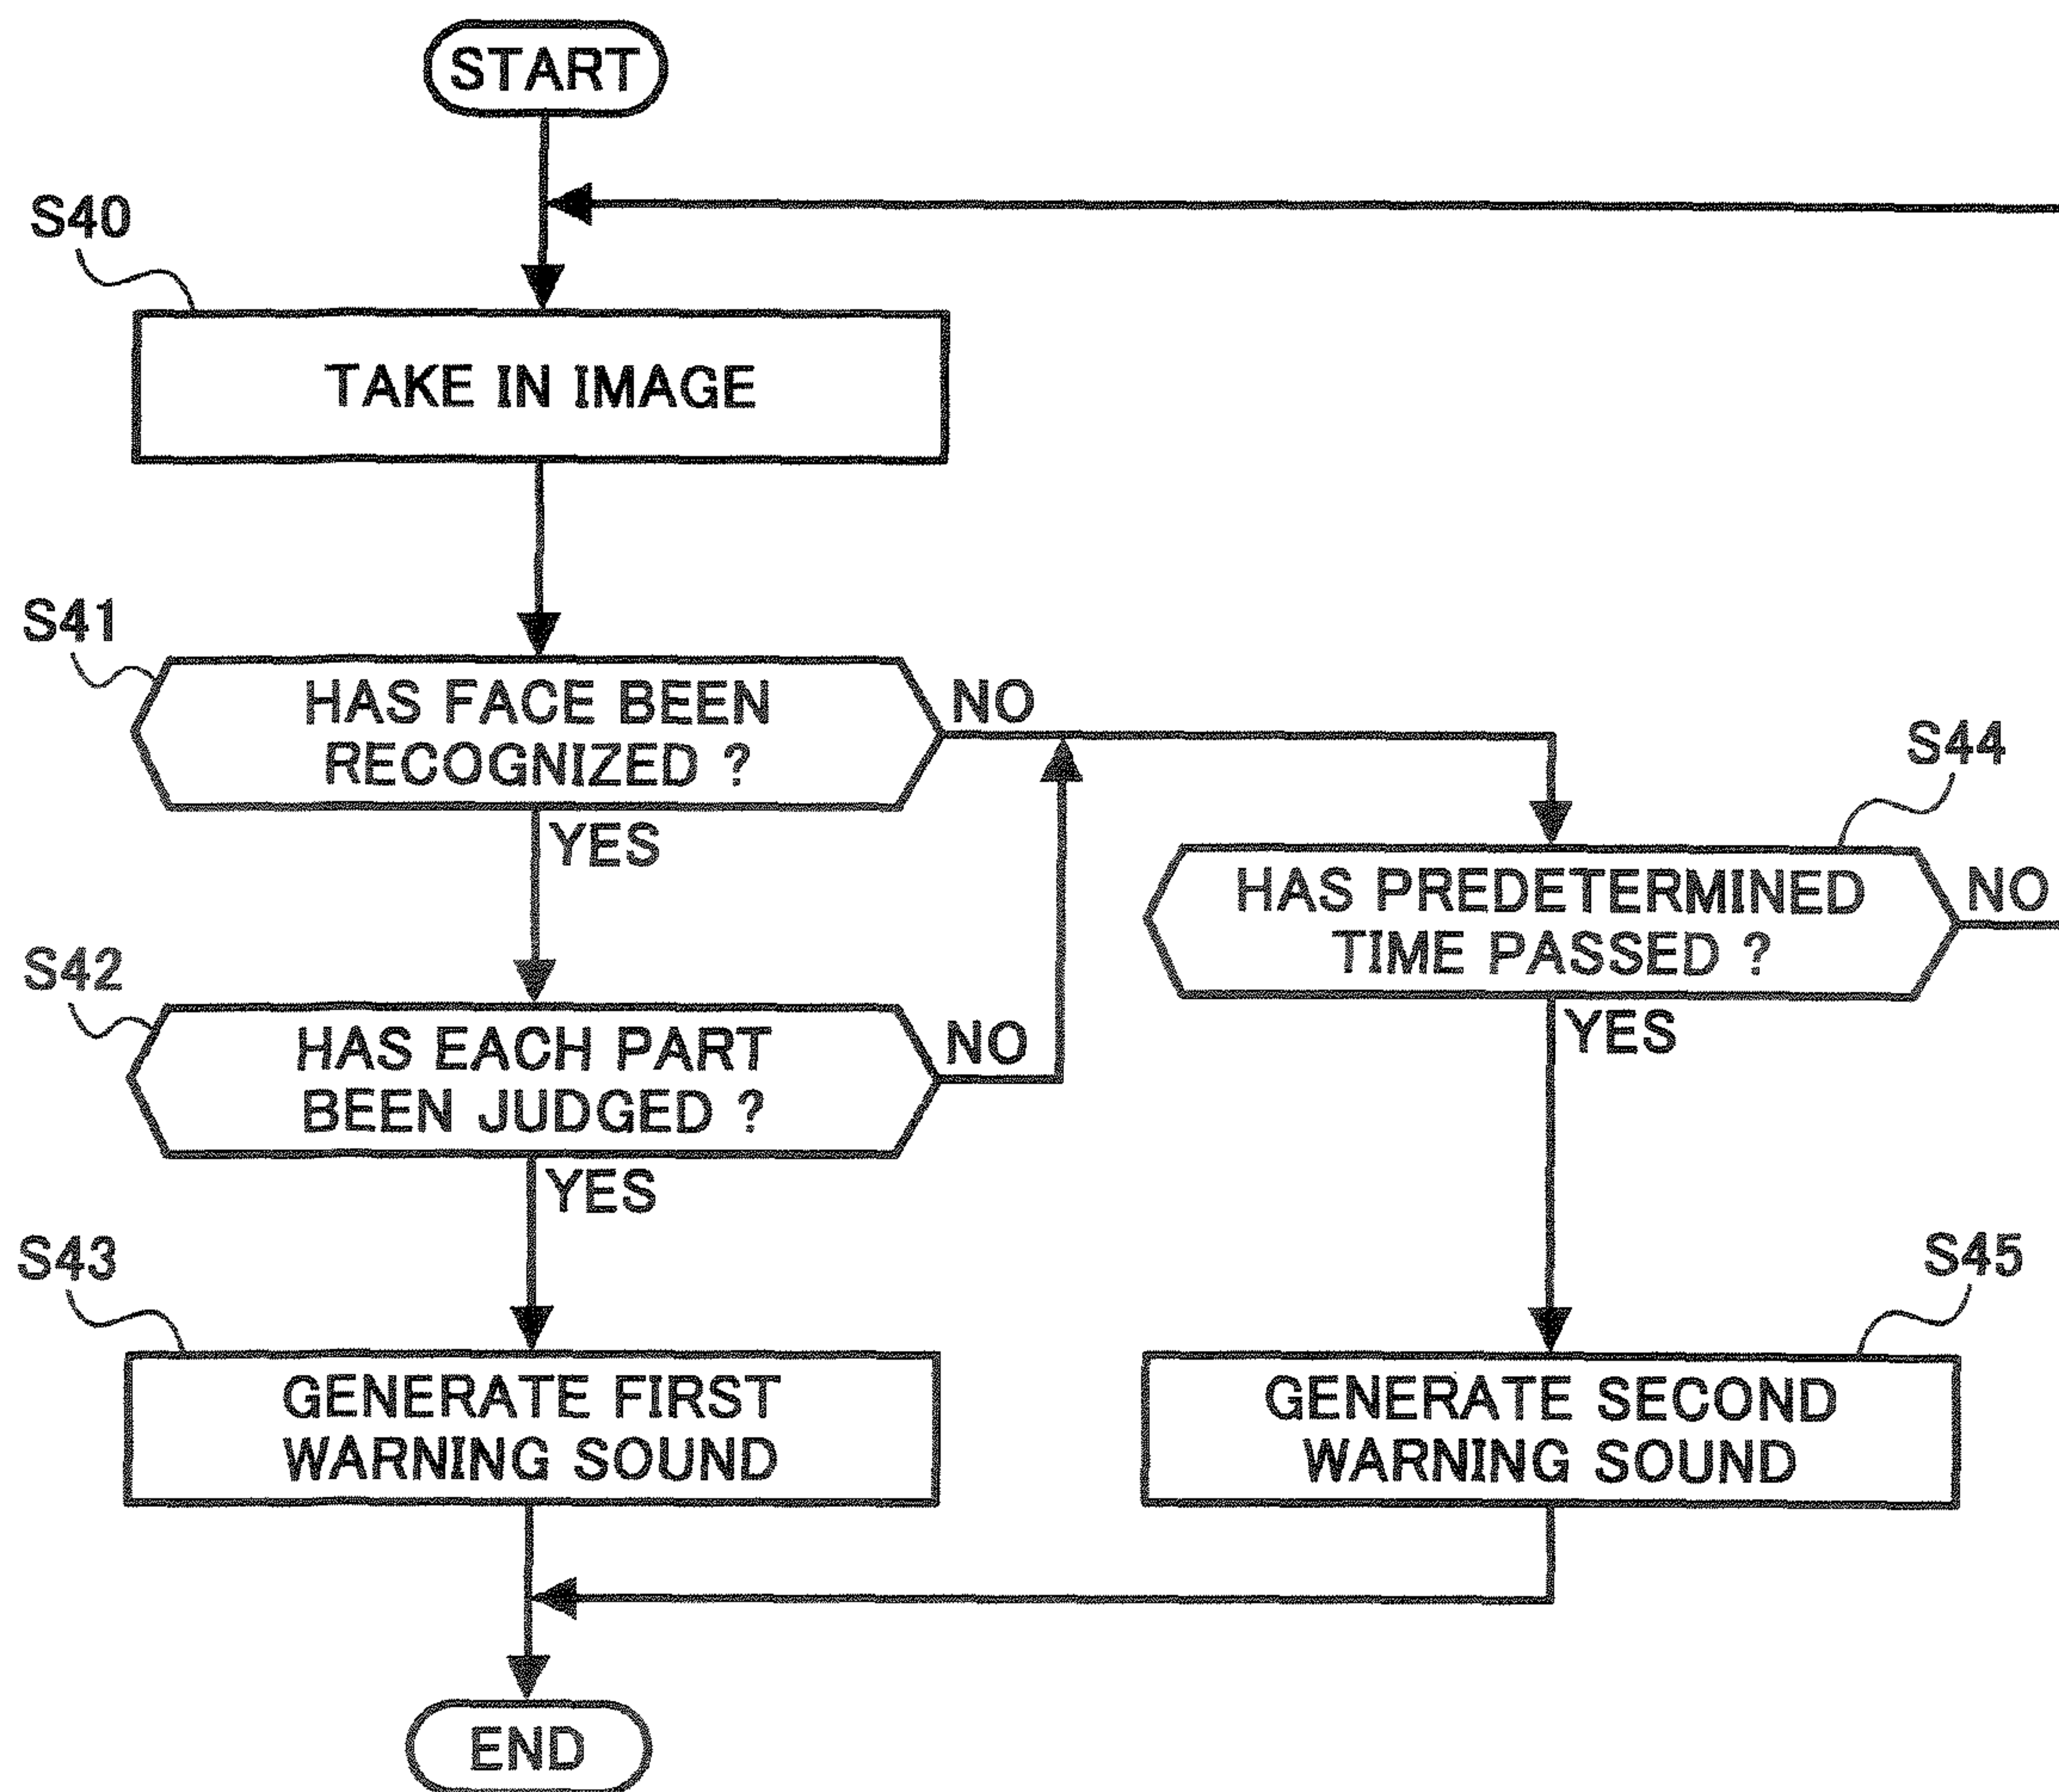 START
S40
TAKE IN IMAGE
S41
HAS FACE BEEN
RECOGNIZED ?
NO
YES
S44
HAS PREDETERMINED
TIME PASSED ?
NO
YES
S42
HAS EACH PART
BEEN JUDGED ?
NO
YES
S43
GENERATE FIRST
WARNING SOUND
S45
GENERATE SECOND
WARNING SOUND
END